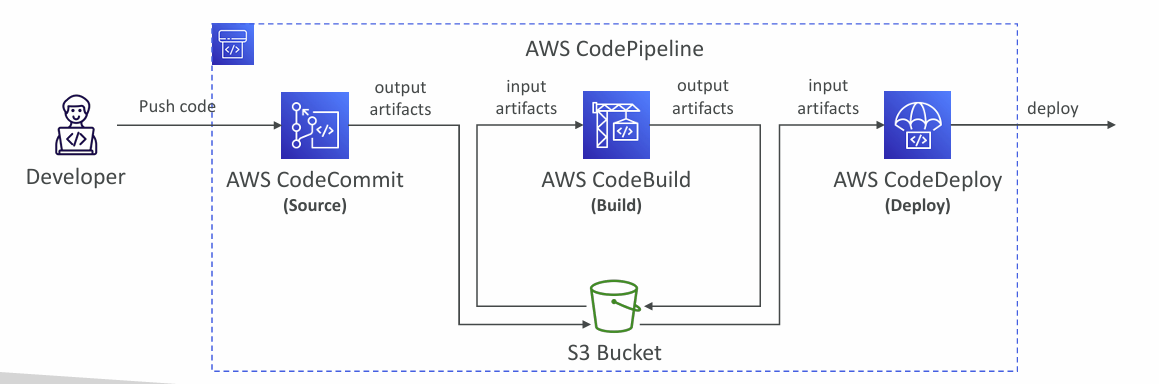 AWS CodePipeline
Push code
output
artifacts
input
artifacts
output
artifacts
input
artifacts
deploy
Developer
AWS CodeCommit
(Source)
AWS CodeBuild
(Build)
AWS CodeDeploy
(Deploy)
S3 Bucket